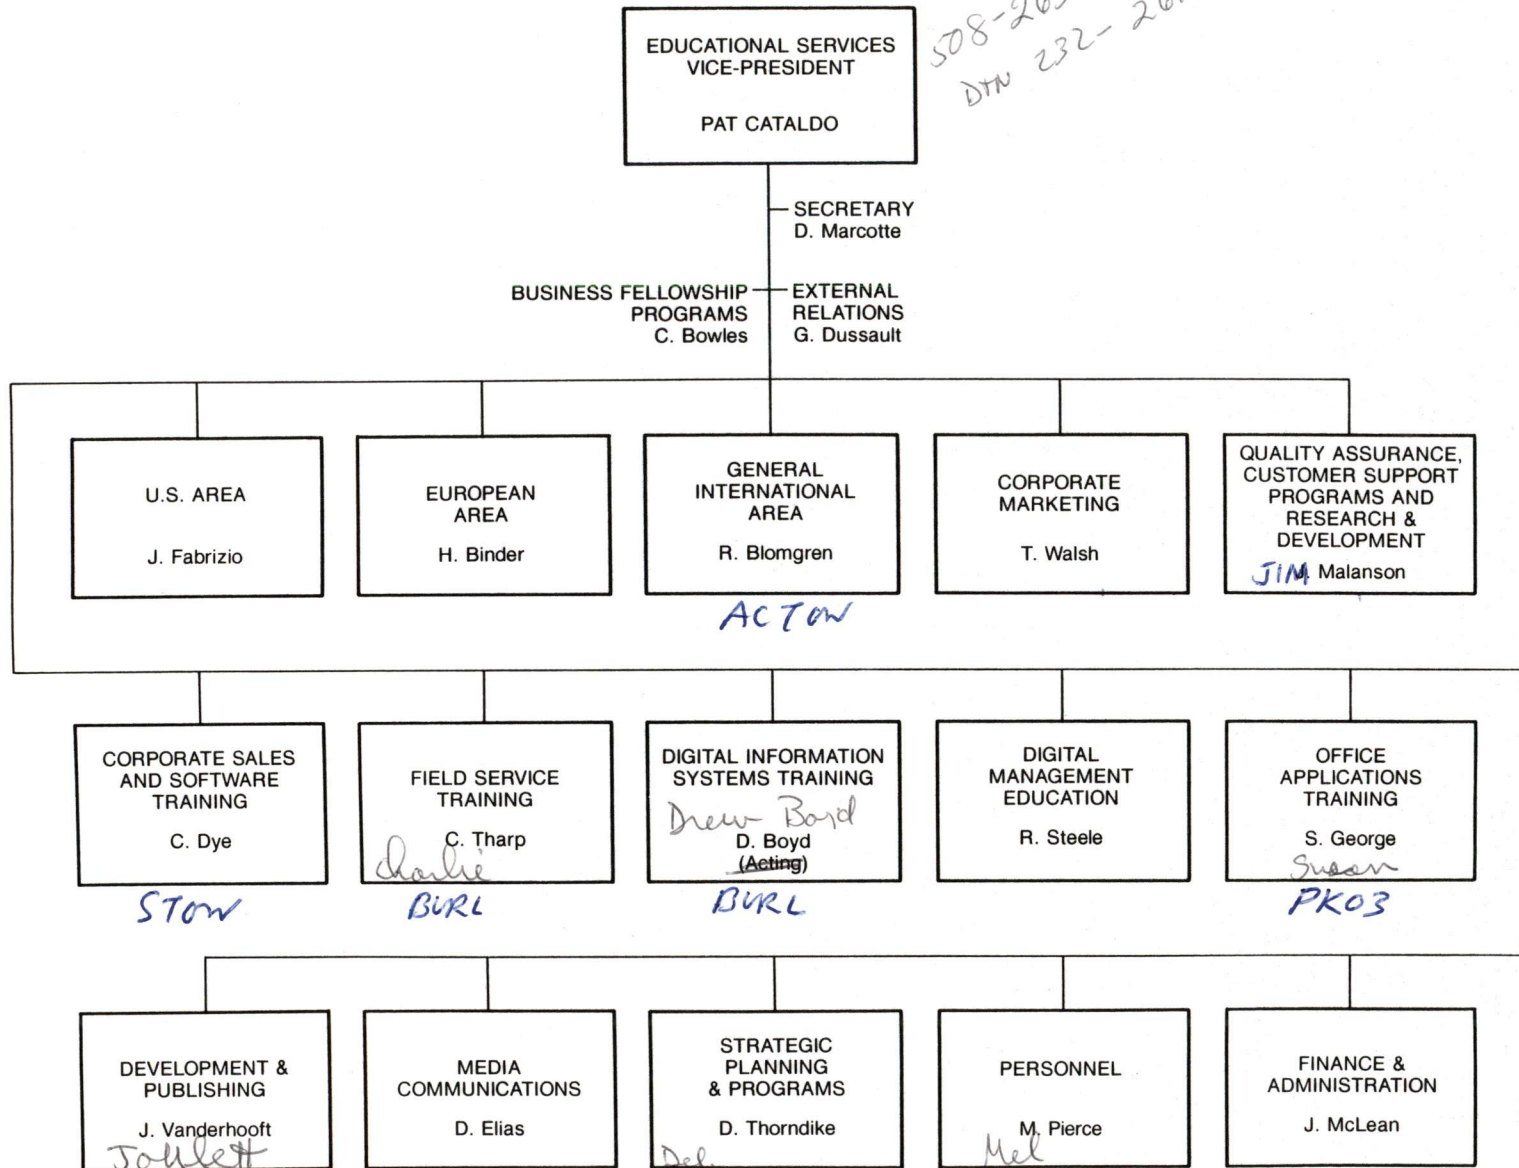 EDUCATIONAL SERVICES
VICE-PRESIDENT
PAT CATALDO
508-
DTN 232-
SECRETARY
D. Marcotte
BUSINESS FELLOWSHIP
PROGRAMS
C. Bowles
EXTERNAL
RELATIONS
G. Dussault
U.S. AREA
J. Fabrizio
EUROPEAN
AREA
H. Binder
GENERAL
INTERNATIONAL
AREA
R. Blomgren
ACTON
CORPORATE
MARKETING
T. Walsh
QUALITY ASSURANCE,
CUSTOMER SUPPORT
PROGRAMS AND
RESEARCH &
DEVELOPMENT
JIM J. Malanson
CORPORATE SALES
AND SOFTWARE
TRAINING
C. Dye
STOW
FIELD SERVICE
TRAINING
C. Tharp
Charlie
BURL
DIGITAL INFORMATION
SYSTEMS TRAINING
Drew Boyd
D. Boyd
(Acting)
BURL
DIGITAL
MANAGEMENT
EDUCATION
R. Steele
OFFICE
APPLICATIONS
TRAINING
S. George
Susan
PK03
DEVELOPMENT &
PUBLISHING
J. Vanderhooft
MEDIA
COMMUNICATIONS
D. Elias
STRATEGIC
PLANNING
& PROGRAMS
D. Thorndike
PERSONNEL
M. Pierce
Mel
FINANCE &
ADMINISTRATION
J. McLean